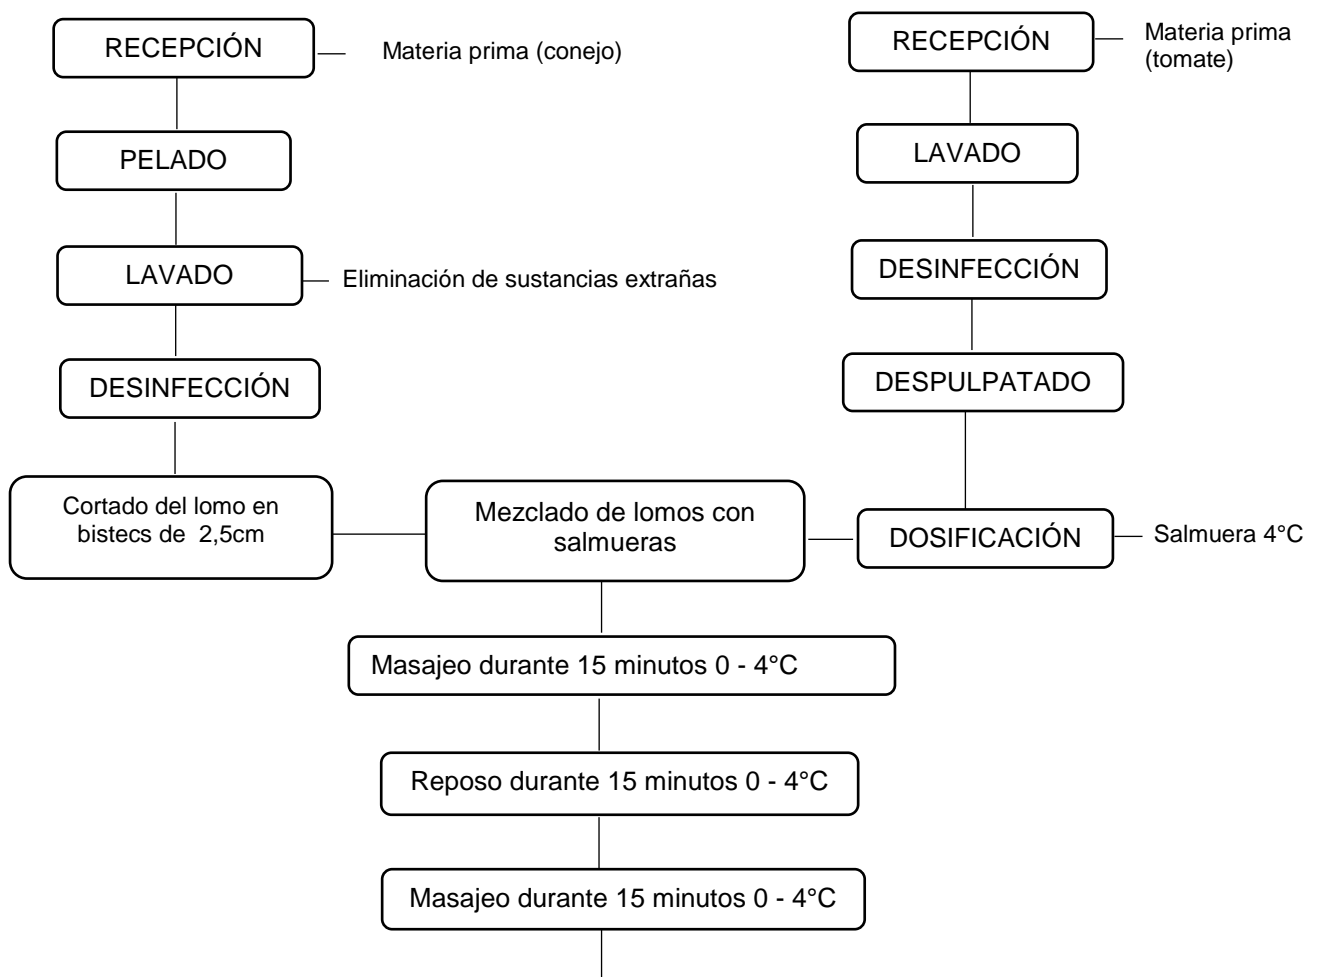 RECEPCIÓN
Materia prima (conejo)
PELADO
LAVADO
Eliminación de sustancias extrañas
DESINFECCIÓN
Cortado del lomo en
bistecs de 2,5cm
RECEPCIÓN
Materia prima
(tomate)
LAVADO
DESINFECCIÓN
DESPULPATADO
DOSIFICACIÓN
Salmuera 4°C
Mezclado de lomos con
salmueras
Masajeo durante 15 minutos 0 - 4°C
Reposo durante 15 minutos 0 - 4°C
Masajeo durante 15 minutos 0 - 4°C